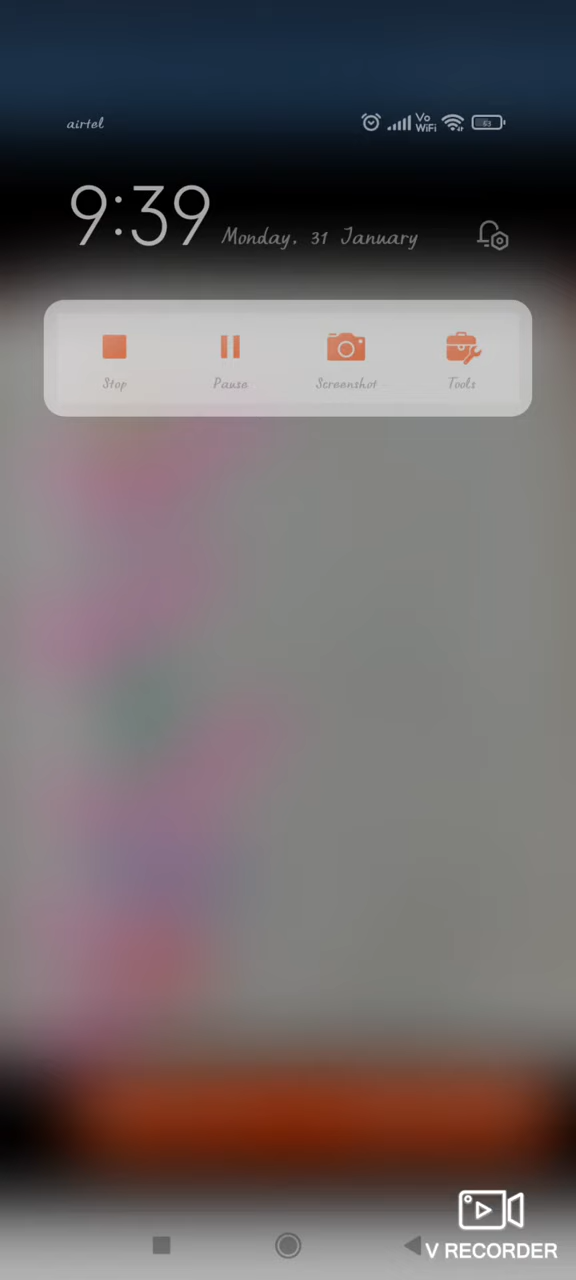 airtel
Vo
WiFi
9:39 Monday, 31 January
Stop Pause Screenshot Tools
V RECORDER